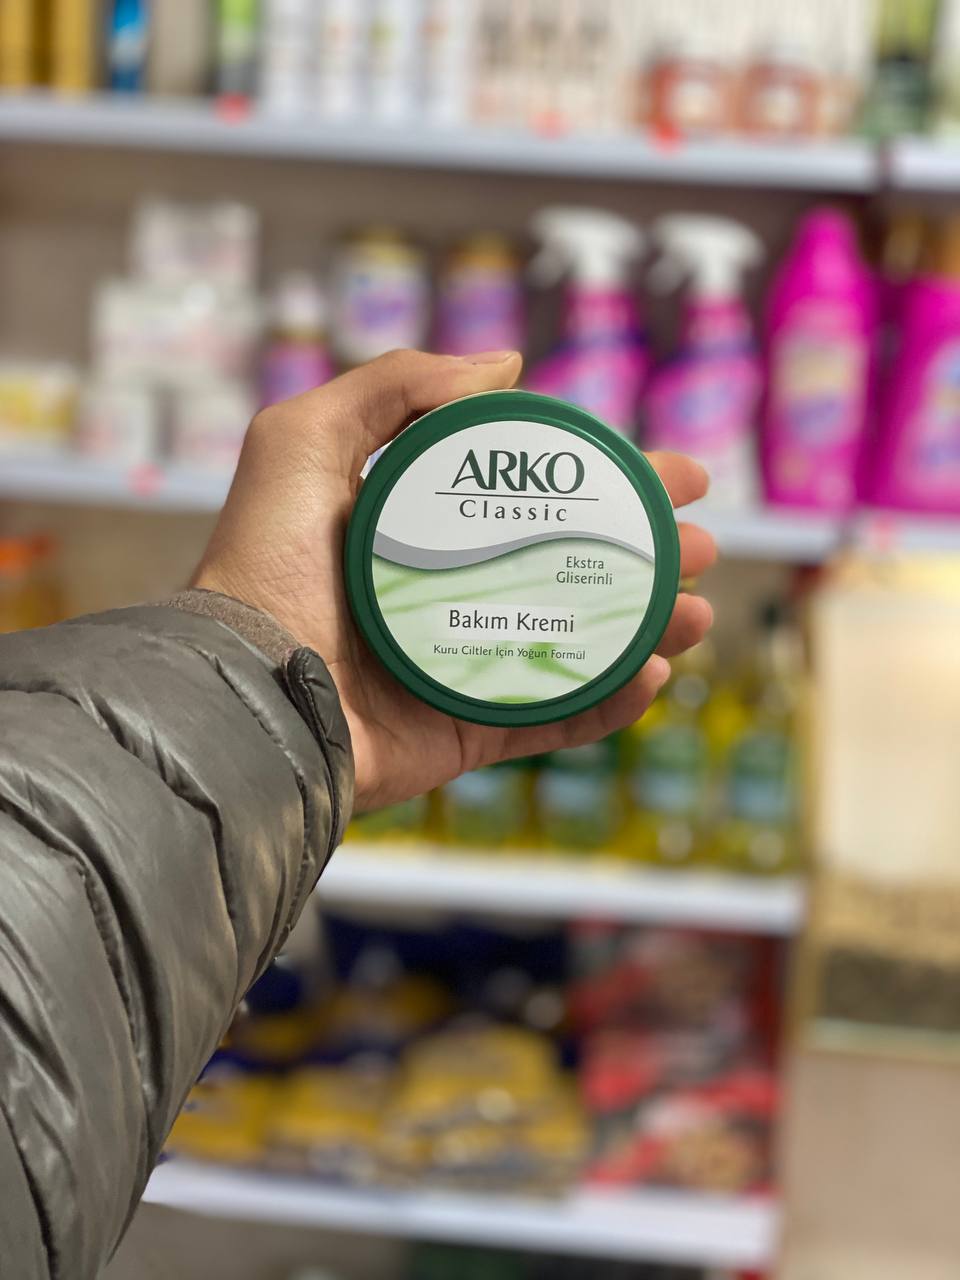 ARKO
Classic
Ekstra
Gliserinli
Bakım Kremi
Kuru Ciltler İçin Yoğun Formül